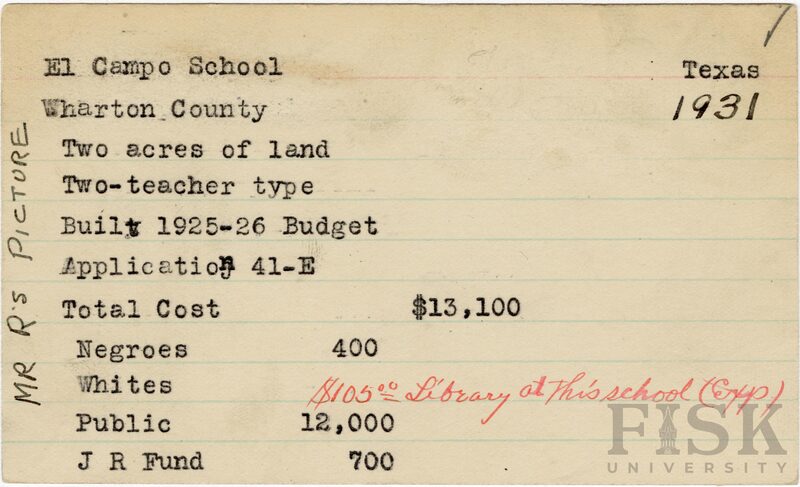 El Campo School
Texas
Wharton County
1931
Two acres of land
Two-teacher type
Built 1925-26 Budget
Application 41-E
Total Cost $13,100
Negroes 400
Whites
$105.00 Library at This school (Exp)
Public 12,000
J R Fund 700
MR R's PICTURE
FISK
UNIVERSITY